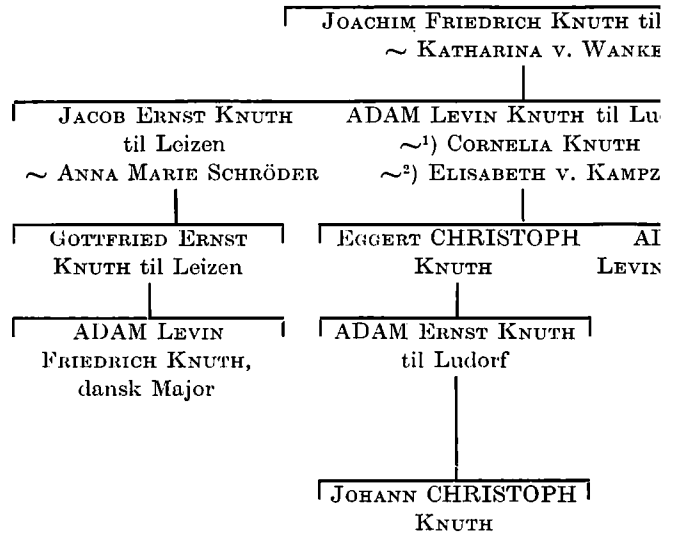 JOACHIM FRIEDRICH KNUTH til
~ KATHARINA V. WANKE
JACOB ERNST KNUTH
til Leizen
~ ANNA MARIE SCHRÖDER
ADAM LEVIN KNUTH til Lu
~¹) CORNELIA KNUTH
~²) ELISABETH V. KAMPZ
GOTTFRIED ERNST
KNUTH til Leizen
EGGERT CHRISTOPH
KNUTH
AD
LEVIN
ADAM LEVIN
FRIEDRICH KNUTH,
dansk Major
ADAM ERNST KNUTH
til Ludorf
JOHANN CHRISTOPH
KNUTH